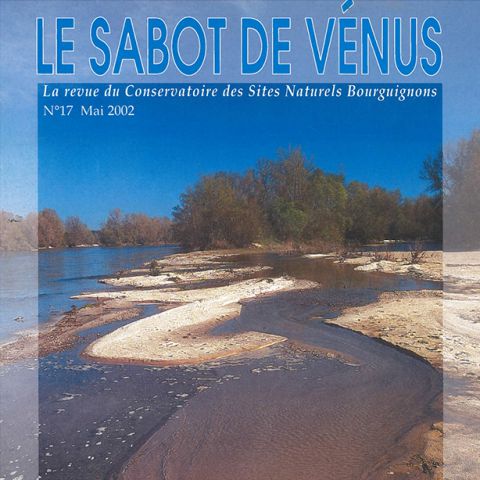 LE SABOT DE VÉNUS
La revue du Conservatoire des Sites Naturels Bourguignons
N°17 Mai 2002